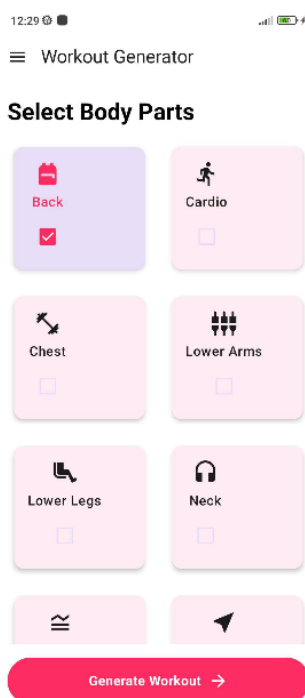 12:29
Workout Generator
Select Body Parts
Back
Cardio
Chest
Lower Arms
Lower Legs
Neck
Generate Workout →